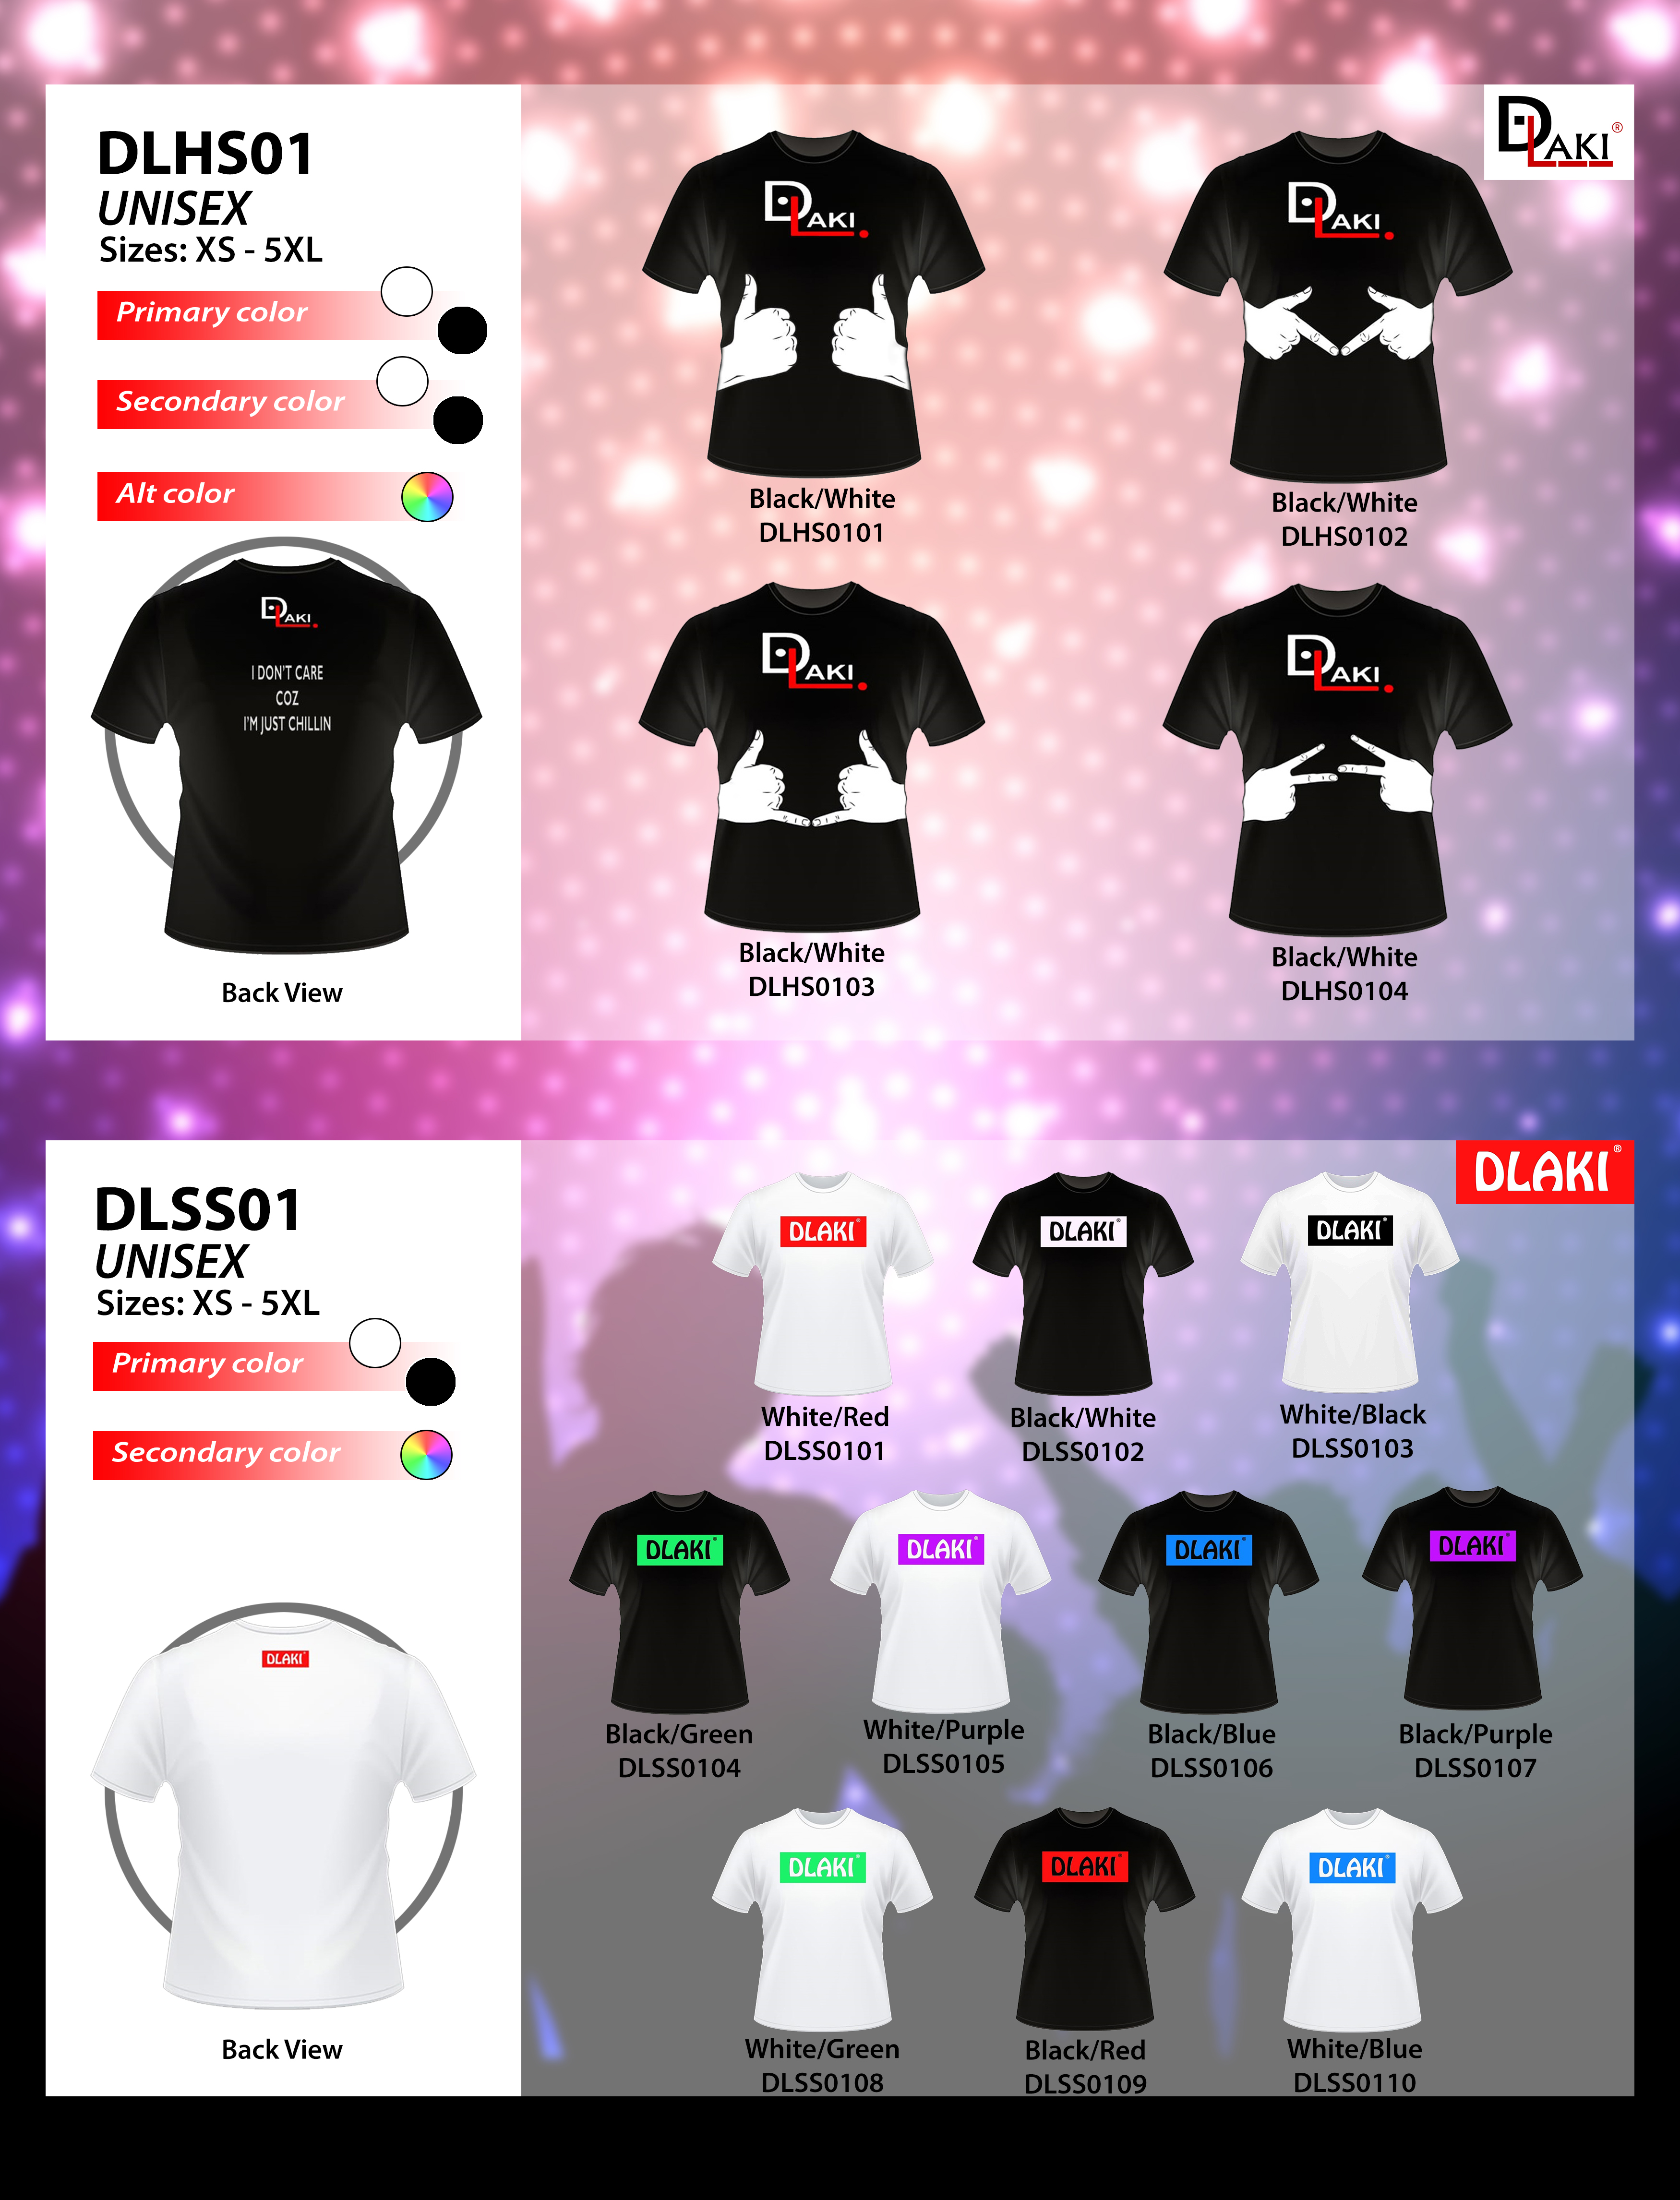 DLHS01
UNISEX
Sizes: XS - 5XL
Primary color
Secondary color
Alt color
DLAKI
I DON'T CARE
COZ
I'M JUST CHILLIN
Back View
DLAKI®
DLAKI.
DLAKI.
Black/White
DLHS0101
Black/White
DLHS0102
DLAKI.
DLAKI.
Black/White
DLHS0103
Black/White
DLHS0104
DLSS01
UNISEX
Sizes: XS - 5XL
Primary color
Secondary color
DLAKI
Back View
DLAKI®
DLAKI®
DLAKI®
DLAKI®
White/Red
DLSS0101
Black/White
DLSS0102
White/Black
DLSS0103
DLAKI®
DLAKI®
DLAKI®
DLAKI®
Black/Green
DLSS0104
White/Purple
DLSS0105
Black/Blue
DLSS0106
Black/Purple
DLSS0107
DLAKI®
DLAKI®
DLAKI®
White/Green
DLSS0108
Black/Red
DLSS0109
White/Blue
DLSS0110